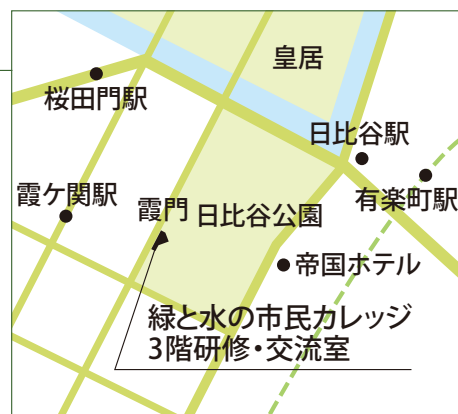 皇居
桜田門駅
日比谷駅
霞ケ関駅
霞門
日比谷公園
有楽町駅
帝国ホテル
緑と水の市民カレッジ
3階研修・交流室